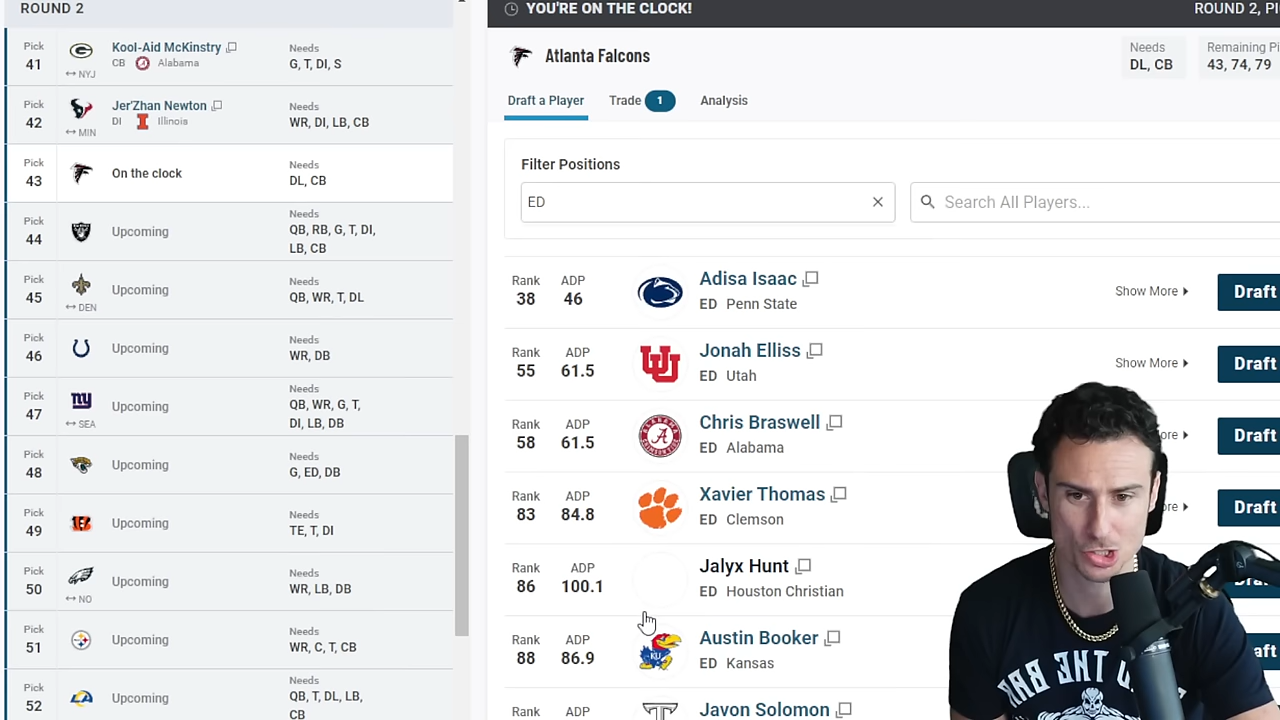 ROUND 2
Pick
41
NYJ
Kool-Aid McKinstry
CB Alabama
Needs
G, T, DI, S
Pick
42
MIN
Jer'Zhan Newton
DI Illinois
Needs
WR, DI, LB, CB
Pick
43
On the clock
Needs
DL, CB
Pick
44
Upcoming
Needs
QB, RB, G, T, DI,
LB, CB
Pick
45
DEN
Upcoming
Needs
QB, WR, T, DL
Pick
46
Upcoming
Needs
WR, DB
Pick
47
SEA
Upcoming
Needs
QB, WR, G, T,
DI, LB, DB
Pick
48
Upcoming
Needs
G, ED, DB
Pick
49
Upcoming
Needs
TE, T, DI
Pick
50
NO
Upcoming
Needs
WR, LB, DB
Pick
51
Upcoming
Needs
WR, C, T, CB
Pick
52
Upcoming
Needs
QB, T, DL, LB,
CB
YOU'RE ON THE CLOCK!
ROUND 2, PI
Atlanta Falcons
Needs
DL, CB
Remaining Pi
43, 74, 79
Draft a Player
Trade 1
Analysis
Filter Positions
ED
Search All Players...
Rank
38
ADP
46
Adisa Isaac
ED Penn State
Show More
Draft
Rank
55
ADP
61.5
Jonah Elliss
ED Utah
Show More
Draft
Rank
58
ADP
61.5
Chris Braswell
ED Alabama
ore
Draft
Rank
83
ADP
84.8
Xavier Thomas
ED Clemson
ore
Draft
Rank
86
ADP
100.1
Jalyx Hunt
ED Houston Christian
Draft
Rank
88
ADP
86.9
Austin Booker
ED Kansas
aft
Rank
ADP
Javon Solomon